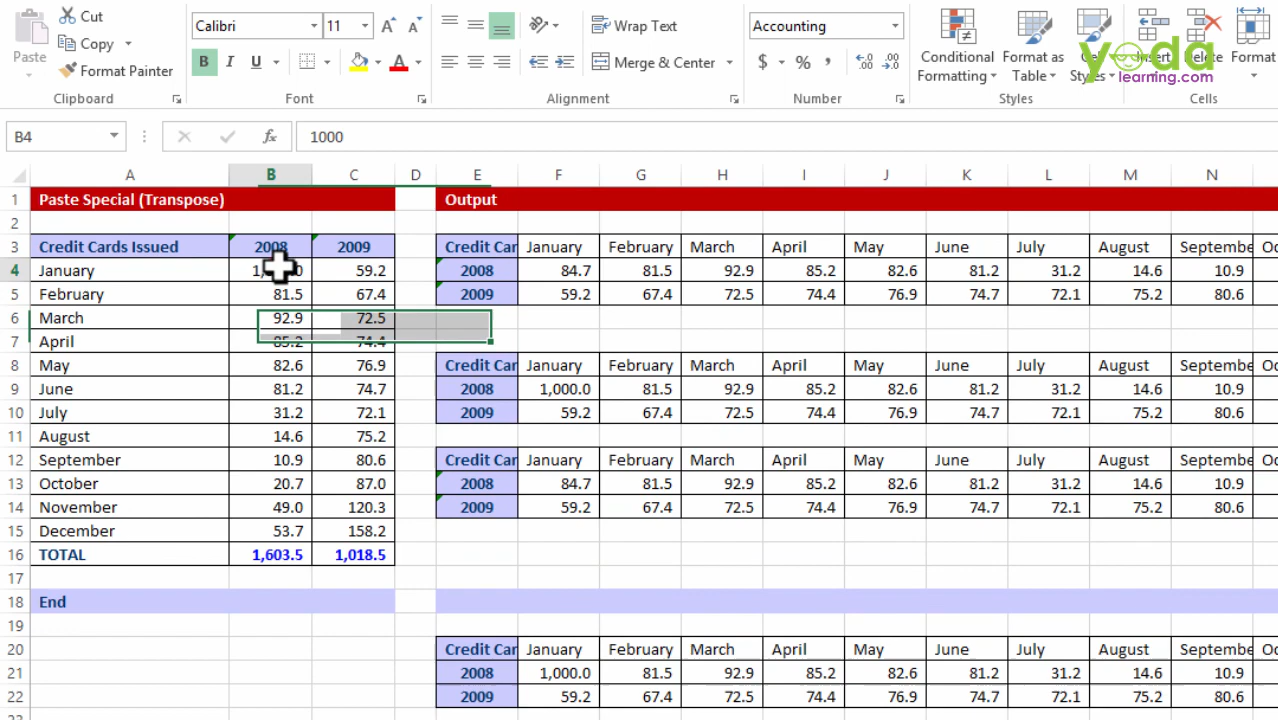 Cut
Copy
Format Painter
Paste
Clipboard
Calibri 11 A A
B I U A
Font
Wrap Text
Merge & Center
Alignment
Accounting
$ % ,
Number
Conditional Formatting
Format as Table
Cell Styles
Styles
Insert Delete Format
Cells
yoda
learning.com
B4 fx 1000
A B C D E F G H I J K L M N
1 Paste Special (Transpose) Output
2
3 Credit Cards Issued 2008 2009 Credit Car January February March April May June July August Septembe Oc
4 January 59.2 2008 84.7 81.5 92.9 85.2 82.6 81.2 31.2 14.6 10.9
5 February 81.5 67.4 2009 59.2 67.4 72.5 74.4 76.9 74.7 72.1 75.2 80.6
6 March 92.9 72.5
7 April 85.2 74.4
8 May 82.6 76.9 Credit Car January February March April May June July August Septembe Oc
9 June 81.2 74.7 2008 1,000.0 81.5 92.9 85.2 82.6 81.2 31.2 14.6 10.9
10 July 31.2 72.1 2009 59.2 67.4 72.5 74.4 76.9 74.7 72.1 75.2 80.6
11 August 14.6 75.2
12 September 10.9 80.6 Credit Car January February March April May June July August Septembe Oc
13 October 20.7 87.0 2008 84.7 81.5 92.9 85.2 82.6 81.2 31.2 14.6 10.9
14 November 49.0 120.3 2009 59.2 67.4 72.5 74.4 76.9 74.7 72.1 75.2 80.6
15 December 53.7 158.2
16 TOTAL 1,603.5 1,018.5
17
18 End
19
20 Credit Car January February March April May June July August Septembe Oc
21 2008 1,000.0 81.5 92.9 85.2 82.6 81.2 31.2 14.6 10.9
22 2009 59.2 67.4 72.5 74.4 76.9 74.7 72.1 75.2 80.6